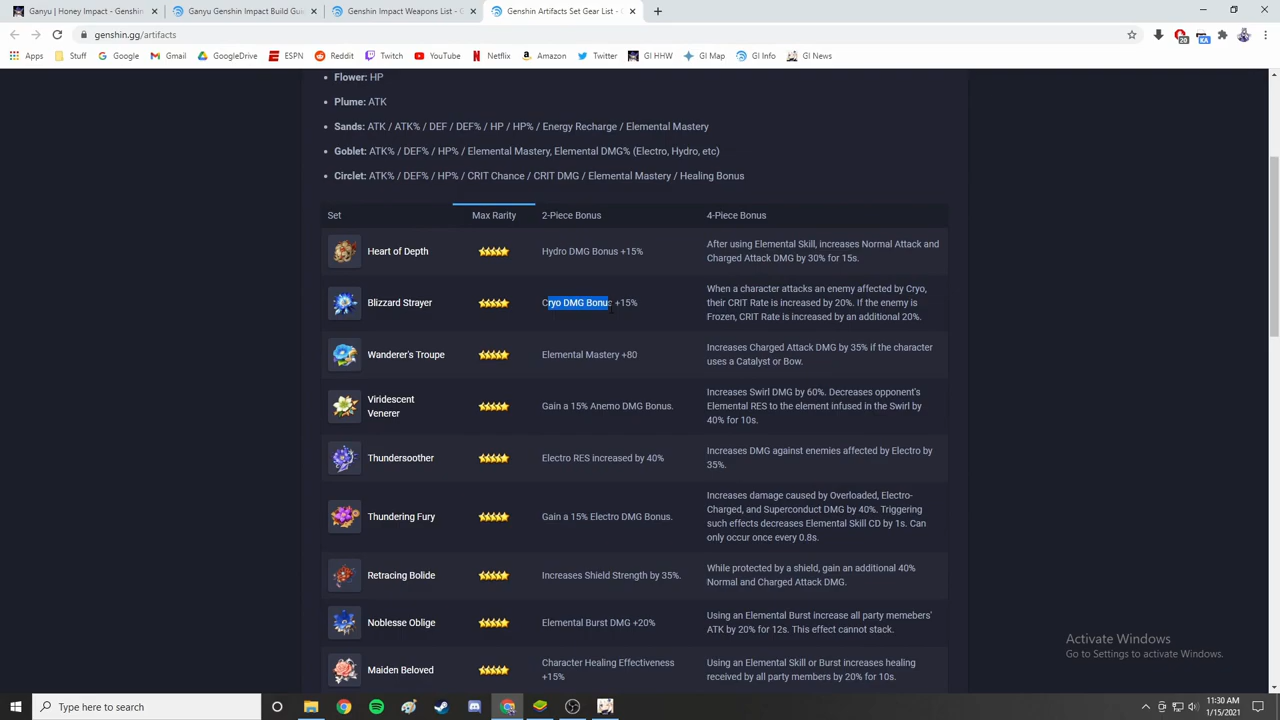 Ganyu | Honey Impact - Honey
Ganyu Genshin Impact Build Guid
Genshin Impact Weapons List - G
Genshin Impact Artifacts Set Gui
genshin.gg/artifacts
20
KA
Apps
Stuff
Google
Gmail
GoogleDrive
ESPN
Reddit
Twitch
YouTube
Netflix
Amazon
Twitter
GI HHW
GI Map
GI Info
GI News
Flower: HP
Plume: ATK
Sands: ATK / ATK% / DEF / DEF% / HP / HP% / Energy Recharge / Elemental Mastery
Goblet: ATK% / DEF% / HP% / Elemental Mastery, Elemental DMG% (Electro, Hydro, etc)
Circlet: ATK% / DEF% / HP% / CRIT Chance / CRIT DMG / Elemental Mastery / Healing Bonus
Set Max Rarity 2-Piece Bonus 4-Piece Bonus
Heart of Depth
Hydro DMG Bonus +15%
After using Elemental Skill, increases Normal Attack and
Charged Attack DMG by 30% for 15s.
Blizzard Strayer
Cryo DMG Bonus +15%
When a character attacks an enemy affected by Cryo,
their CRIT Rate is increased by 20%. If the enemy is
Frozen, CRIT Rate is increased by an additional 20%.
Wanderer's Troupe
Elemental Mastery +80
Increases Charged Attack DMG by 35% if the character
uses a Catalyst or Bow.
Viridescent
Venerer
Gain a 15% Anemo DMG Bonus.
Increases Swirl DMG by 60%. Decreases opponent's
Elemental RES to the element infused in the Swirl by
40% for 10s.
Thundersoother
Electro RES increased by 40%
Increases DMG against enemies affected by Electro by
35%.
Thundering Fury
Gain a 15% Electro DMG Bonus.
Increases damage caused by Overloaded, Electro-
Charged, and Superconduct DMG by 40%. Triggering
such effects decreases Elemental Skill CD by 1s. Can
only occur once every 0.8s.
Retracing Bolide
Increases Shield Strength by 35%.
While protected by a shield, gain an additional 40%
Normal and Charged Attack DMG.
Noblesse Oblige
Elemental Burst DMG +20%
Using an Elemental Burst increase all party memebers'
ATK by 20% for 12s. This effect cannot stack.
Maiden Beloved
Character Healing Effectiveness
+15%
Using an Elemental Skill or Burst increases healing
received by all party members by 20% for 10s.
Activate Windows
Go to Settings to activate Windows.
Type here to search
11:30 AM
1/15/2021